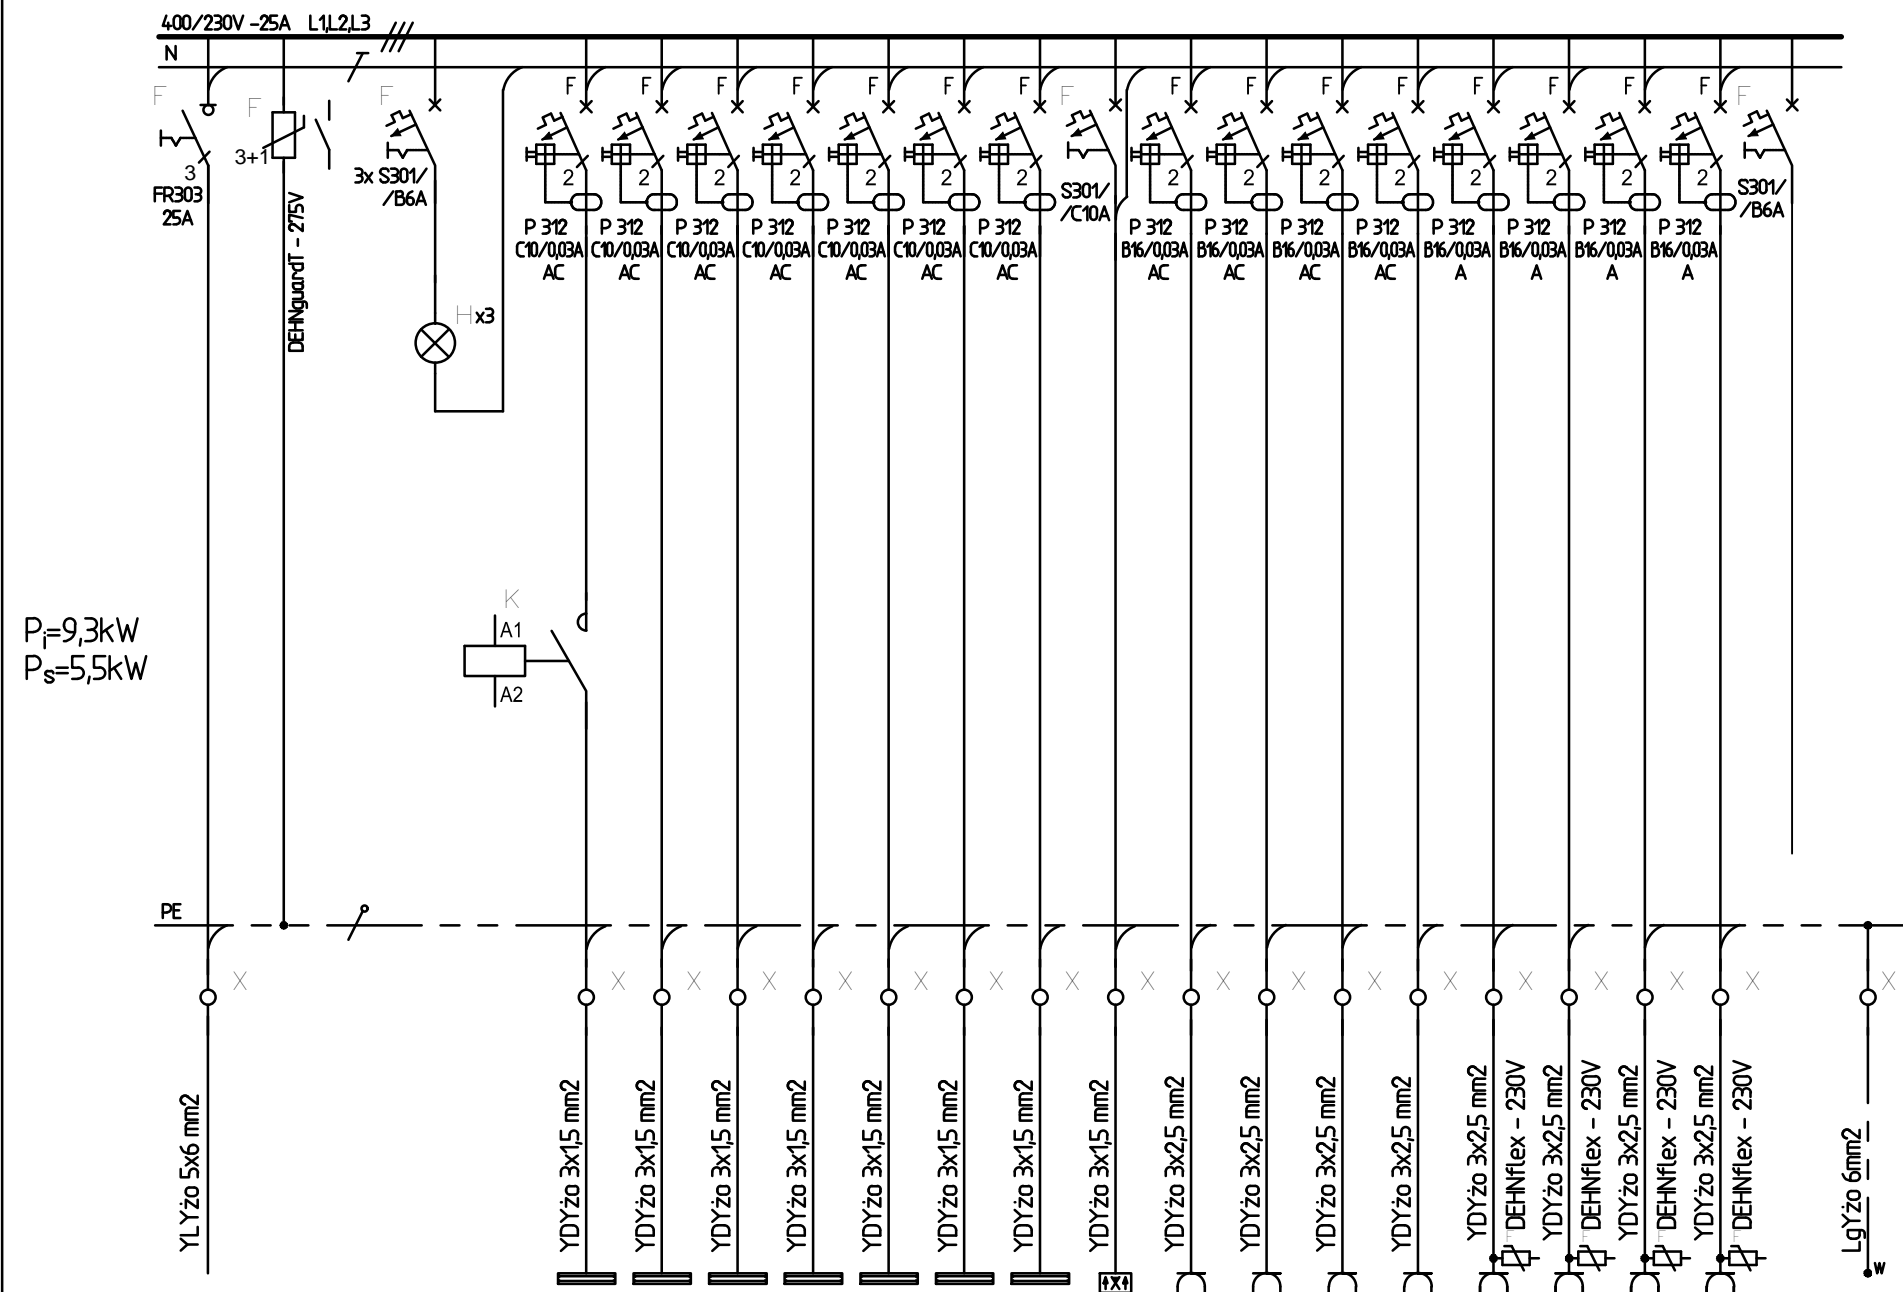 400/230V -25A L1,L2,L3
N
F F F F F F F F F F F F F F F F F F F F
3
FR303
25A
3+1
DEHNguardT - 275V
3x S301/
/B6A
Hx3
2 2 2 2 2 2 2
P 312 P 312 P 312 P 312 P 312 P 312 P 312
C10/0,03A C10/0,03A C10/0,03A C10/0,03A C10/0,03A C10/0,03A C10/0,03A
AC AC AC AC AC AC AC
S301/
/C10A
2 2 2 2 2 2 2 2
P 312 P 312 P 312 P 312 P 312 P 312 P 312 P 312
B16/0,03A B16/0,03A B16/0,03A B16/0,03A B16/0,03A B16/0,03A B16/0,03A B16/0,03A
AC AC AC AC A A A A
S301/
/B6A
K
A1
A2
Pi=9,3kW
Ps=5,5kW
PE
X X X X X X X X X X X X X X X X X X
YLYżo 5x6 mm2
YDYżo 3x1,5 mm2
YDYżo 3x1,5 mm2
YDYżo 3x1,5 mm2
YDYżo 3x1,5 mm2
YDYżo 3x1,5 mm2
YDYżo 3x1,5 mm2
YDYżo 3x1,5 mm2
YDYżo 3x1,5 mm2
YDYżo 3x2,5 mm2
YDYżo 3x2,5 mm2
YDYżo 3x2,5 mm2
YDYżo 3x2,5 mm2
YDYżo 3x2,5 mm2
DEHNflex - 230V
YDYżo 3x2,5 mm2
DEHNflex - 230V
YDYżo 3x2,5 mm2
DEHNflex - 230V
YDYżo 3x2,5 mm2
DEHNflex - 230V
F F F F
LgYżo 6mm2
W